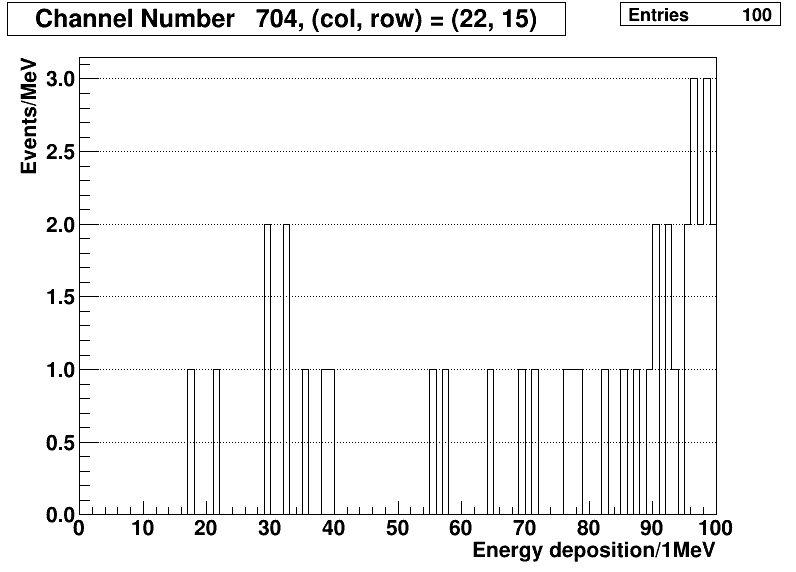 Channel Number 704, (col, row) = (22, 15)
Entries 100
Events/MeV
3.0
2.5
2.0
1.5
1.0
0.5
0.0
0 10 20 30 40 50 60 70 80 90 100
Energy deposition/1MeV